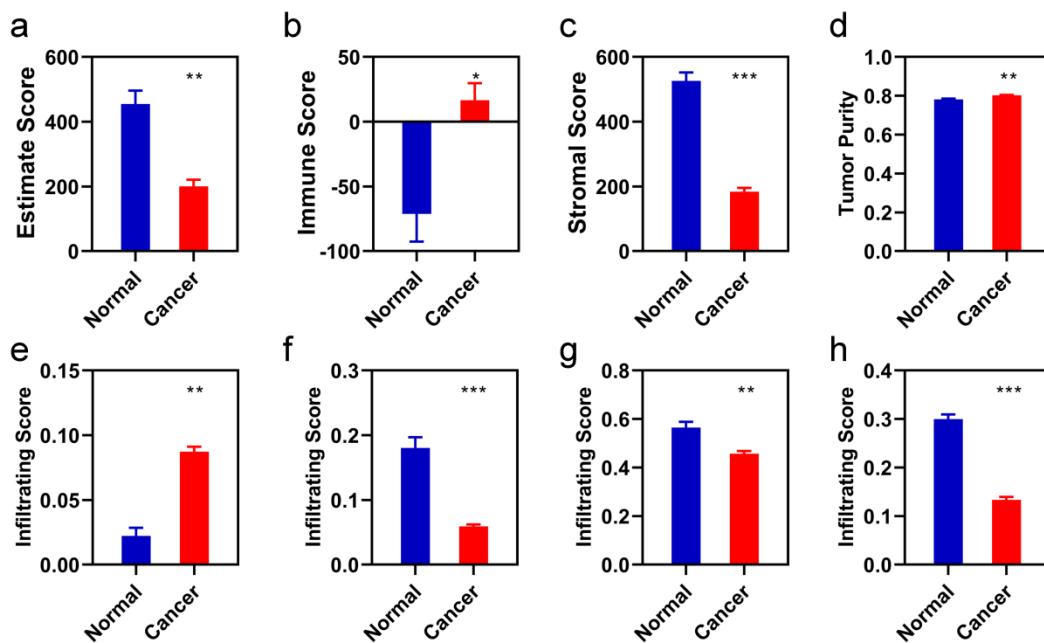 a
b
c
d
Estimate Score
600
400
200
0
**
Normal
Cancer
Immune Score
50
0
-50
-100
*
Normal
Cancer
Stromal Score
600
400
200
0
***
Normal
Cancer
Tumor Purity
1.0
0.8
0.6
0.4
0.2
0.0
**
Normal
Cancer
e
f
g
h
Infiltrating Score
0.15
0.10
0.05
0.00
**
Normal
Cancer
Infiltrating Score
0.3
0.2
0.1
0.0
***
Normal
Cancer
Infiltrating Score
0.8
0.6
0.4
0.2
0.0
**
Normal
Cancer
Infiltrating Score
0.4
0.3
0.2
0.1
0.0
***
Normal
Cancer